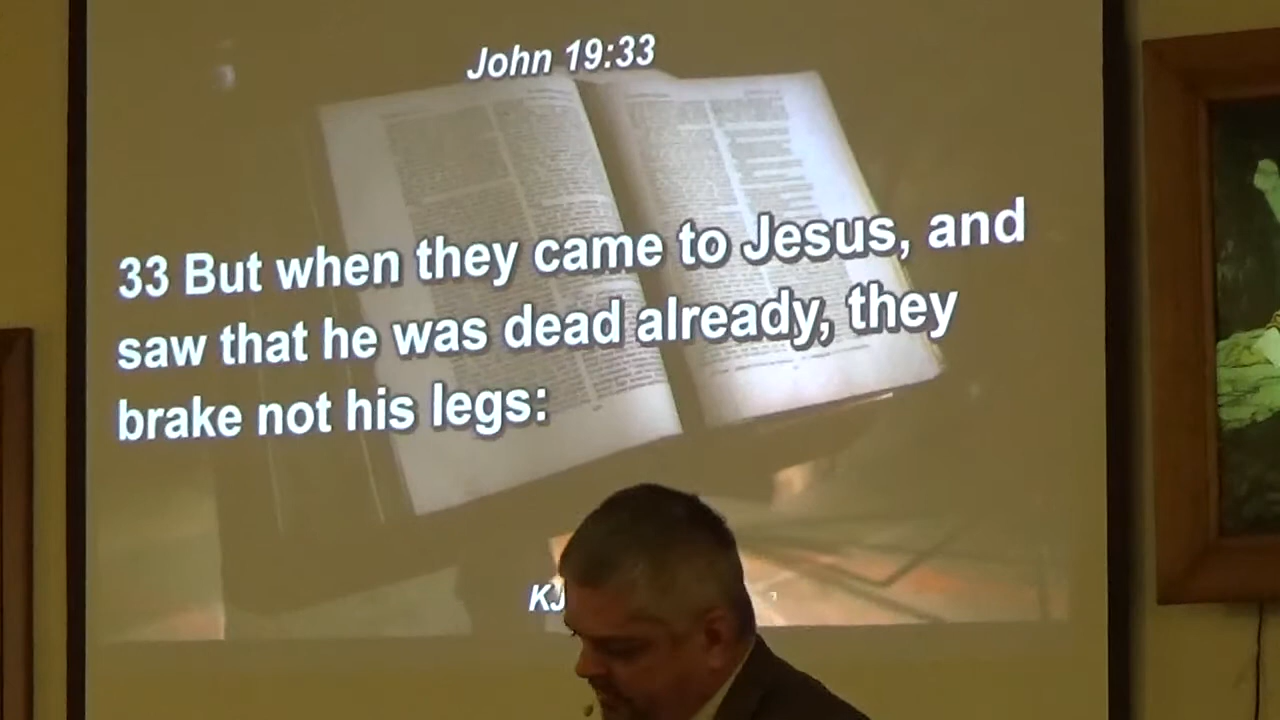 John 19:33
33 But when they came to Jesus, and
saw that he was dead already, they
brake not his legs:
KJ